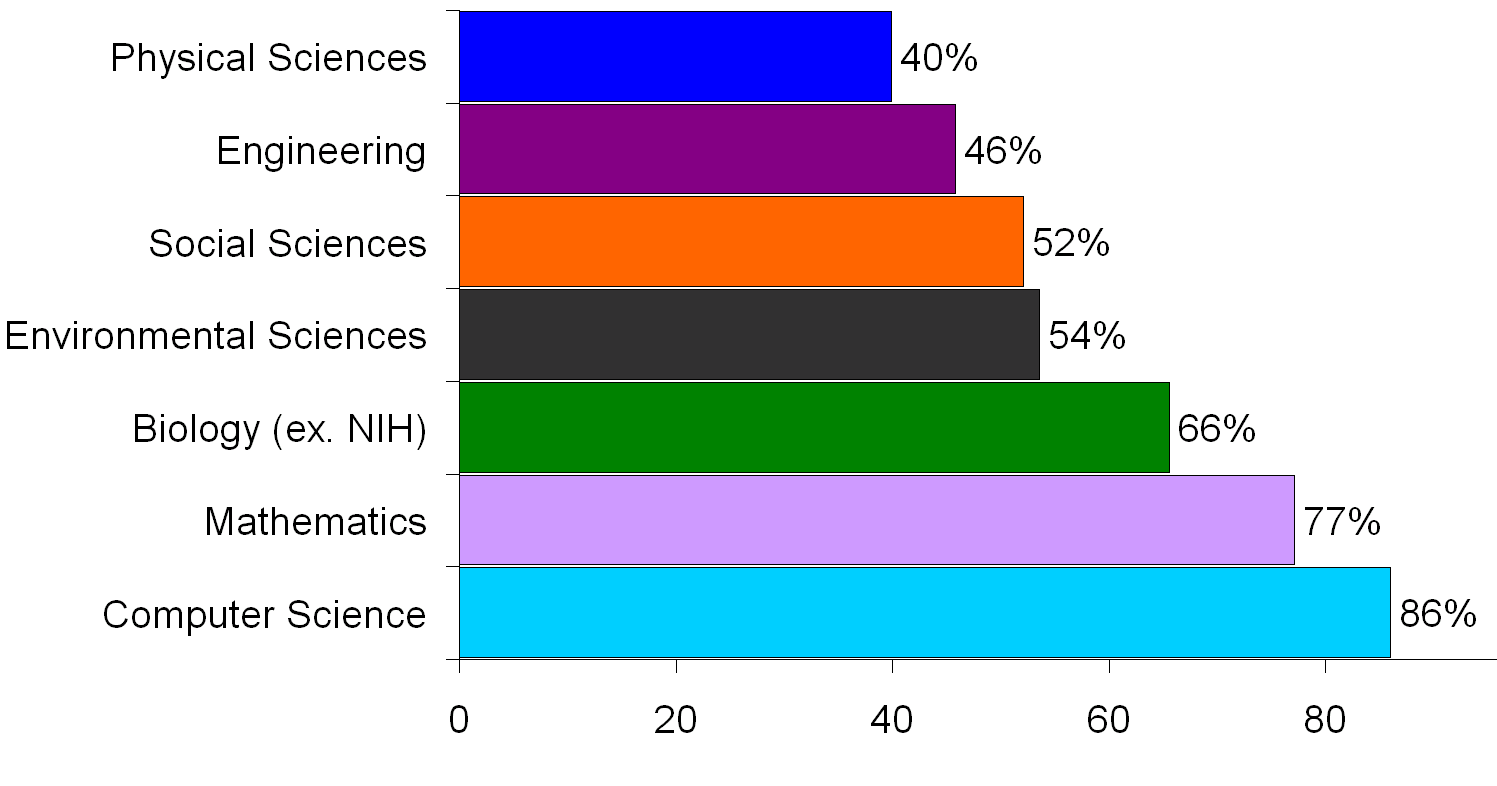 Physical Sciences 40%
Engineering 46%
Social Sciences 52%
Environmental Sciences 54%
Biology (ex. NIH) 66%
Mathematics 77%
Computer Science 86%
0 20 40 60 80